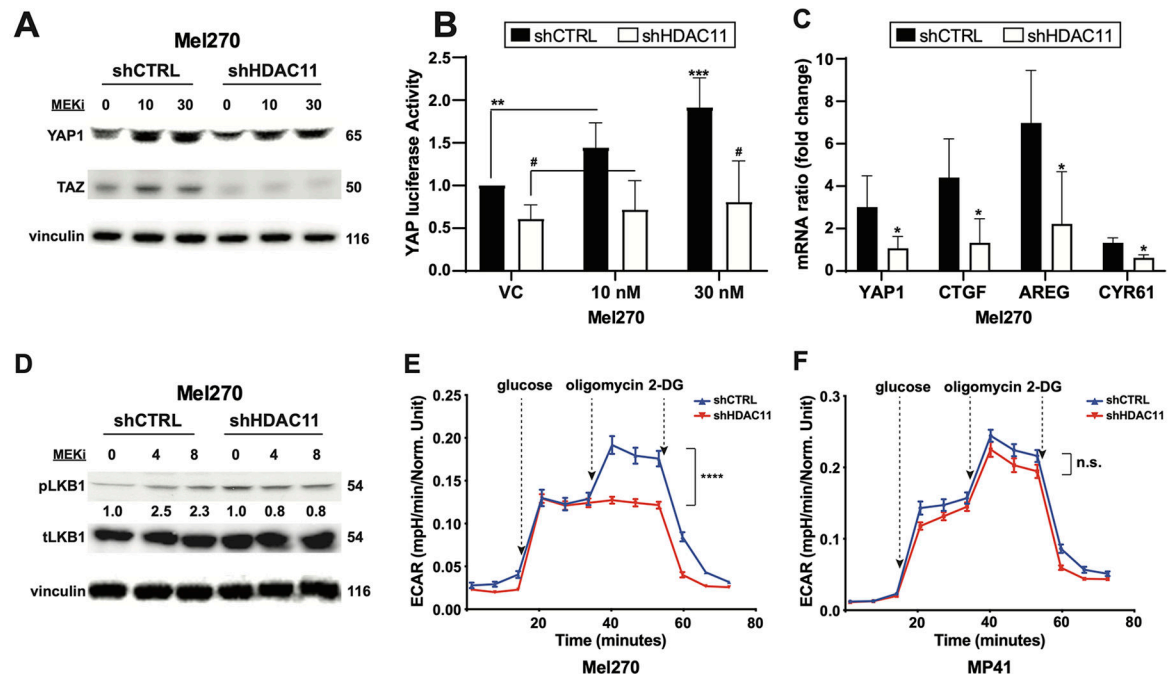 A
Mel270
shCTRL shHDAC11
MEKi 0 10 30 0 10 30
YAP1 65
TAZ 50
vinculin 116
B
shCTRL shHDAC11
YAP luciferase Activity
2.5
2.0
1.5
1.0
0.5
0.0
** # *** #
VC 10 nM 30 nM
Mel270
C
shCTRL shHDAC11
mRNA ratio (fold change)
10
8
6
4
2
0
* * * *
YAP1 CTGF AREG CYR61
Mel270
D
Mel270
shCTRL shHDAC11
MEKi 0 4 8 0 4 8
pLKB1 54
1.0 2.5 2.3 1.0 0.8 0.8
tLKB1 54
vinculin 116
E
glucose oligomycin 2-DG
shCTRL
shHDAC11
ECAR (mpH/min/Norm. Unit)
0.25
0.20
0.15
0.10
0.05
0.00
****
20 40 60 80
Time (minutes)
Mel270
F
glucose oligomycin 2-DG
shCTRL
shHDAC11
ECAR (mpH/min/Norm. Unit)
0.3
0.2
0.1
0.0
n.s.
20 40 60 80
Time (minutes)
MP41